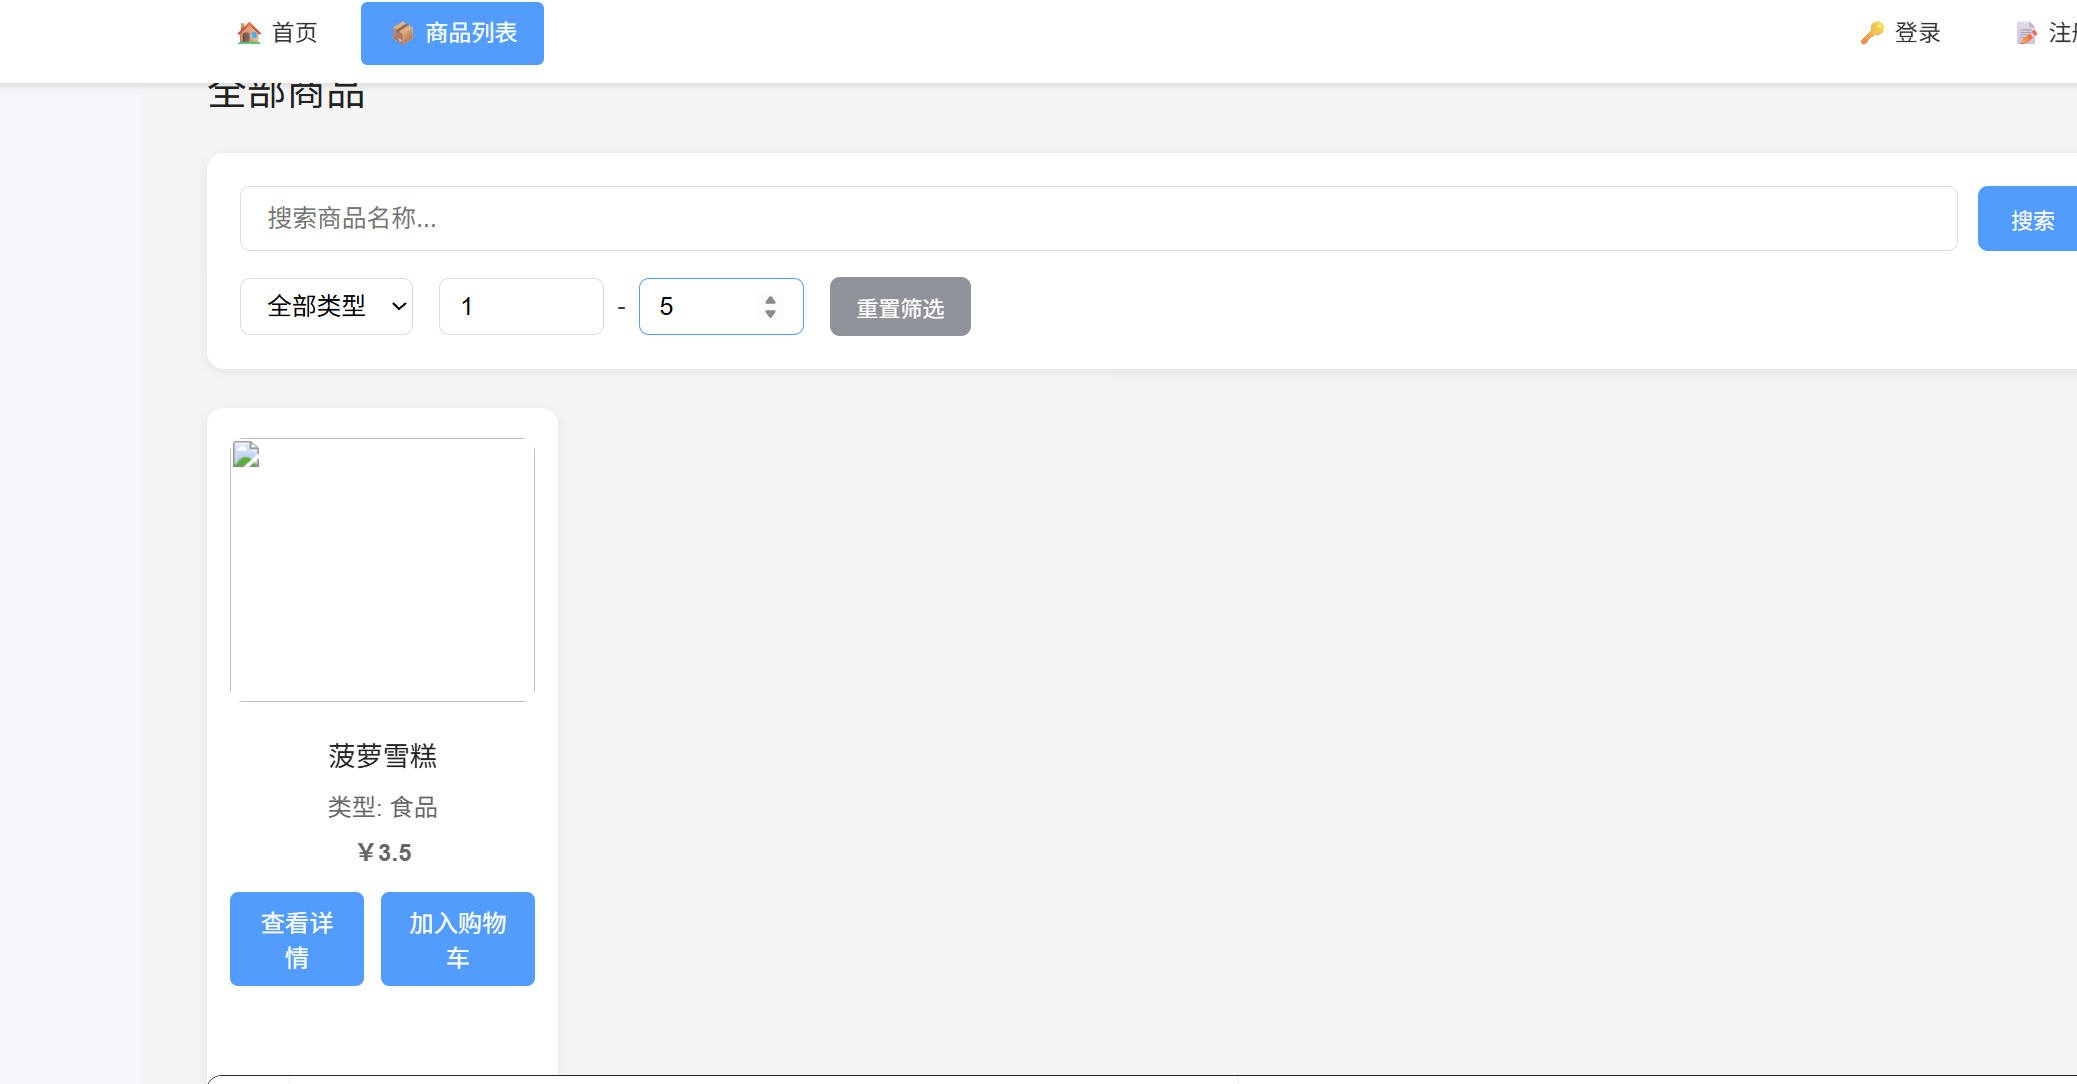 首页
商品列表
登录
全部商品
搜索商品名称...
搜索
全部类型
1
-
5
重置筛选
菠萝雪糕
类型: 食品
￥3.5
查看详
情
加入购物
车